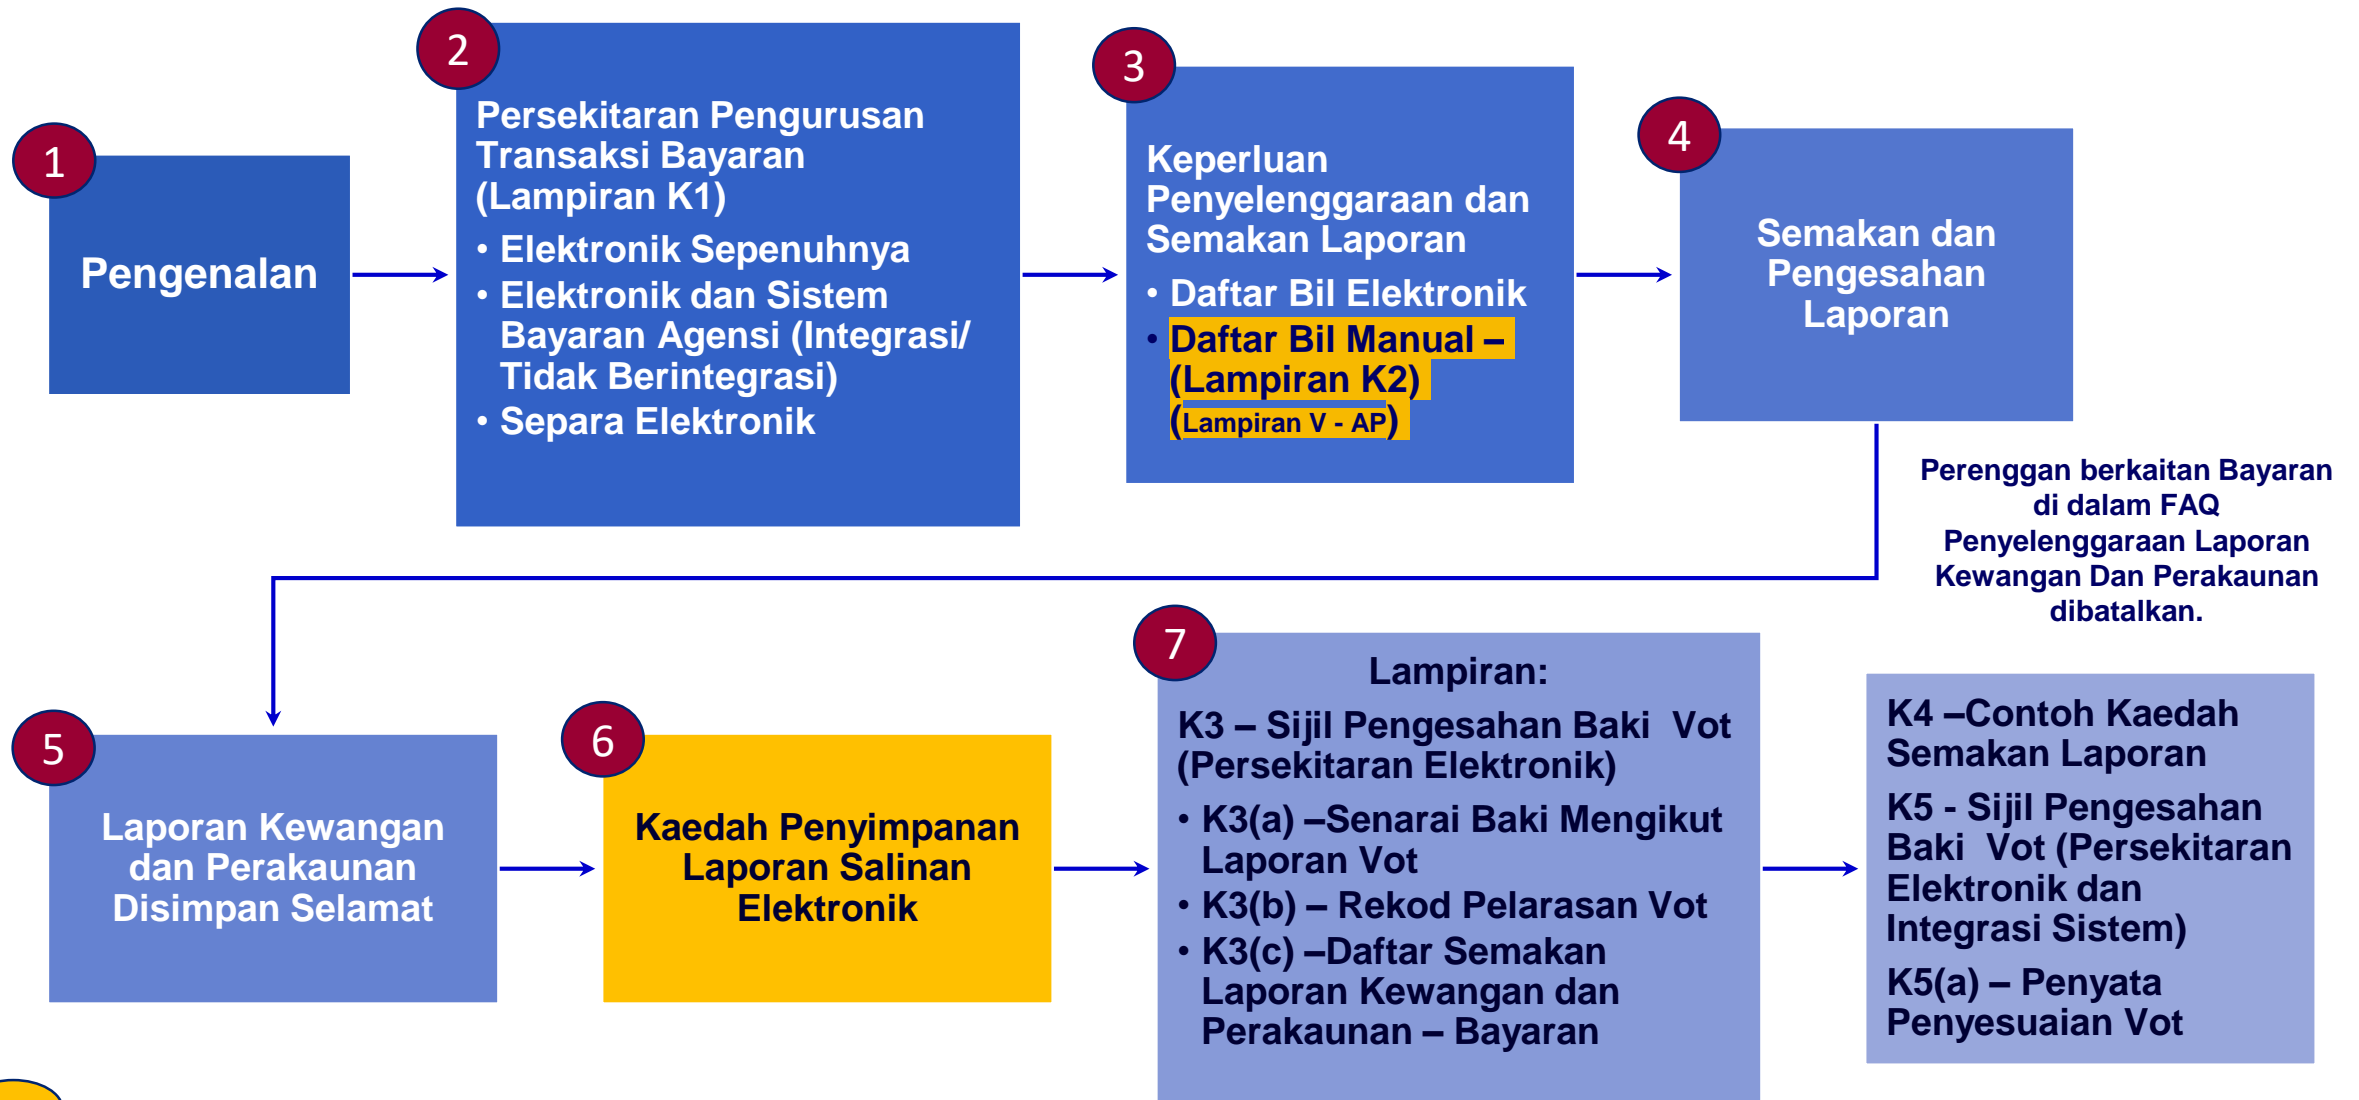 1
Pengenalan
2
Persekitaran Pengurusan
Transaksi Bayaran
(Lampiran K1)
• Elektronik Sepenuhnya
• Elektronik dan Sistem
Bayaran Agensi (Integrasi/
Tidak Berintegrasi)
• Separa Elektronik
3
Keperluan
Penyelenggaraan dan
Semakan Laporan
• Daftar Bil Elektronik
• Daftar Bil Manual –
(Lampiran K2)
(Lampiran V - AP)
4
Semakan dan
Pengesahan
Laporan
Perenggan berkaitan Bayaran
di dalam FAQ
Penyelenggaraan Laporan
Kewangan Dan Perakaunan
dibatalkan.
5
Laporan Kewangan
dan Perakaunan
Disimpan Selamat
6
Kaedah Penyimpanan
Laporan Salinan
Elektronik
7
Lampiran:
K3 – Sijil Pengesahan Baki Vot
(Persekitaran Elektronik)
• K3(a) –Senarai Baki Mengikut
Laporan Vot
• K3(b) – Rekod Pelarasan Vot
• K3(c) –Daftar Semakan
Laporan Kewangan dan
Perakaunan – Bayaran
K4 –Contoh Kaedah
Semakan Laporan
K5 - Sijil Pengesahan
Baki Vot (Persekitaran
Elektronik dan
Integrasi Sistem)
K5(a) – Penyata
Penyesuaian Vot